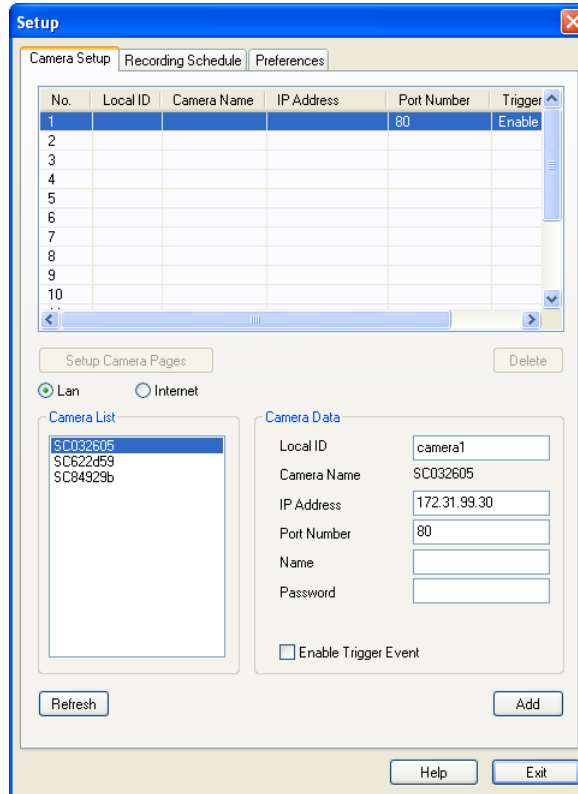 Setup
Camera Setup Recording Schedule Preferences
No. Local ID Camera Name IP Address Port Number Trigger
1 80 Enable
2
3
4
5
6
7
8
9
10
Setup Camera Pages Delete
Lan Internet
Camera List Camera Data
SC032605
SC622d59
SC84929b
Local ID camera1
Camera Name SC032605
IP Address 172.31.99.30
Port Number 80
Name
Password
Enable Trigger Event
Refresh Add
Help Exit